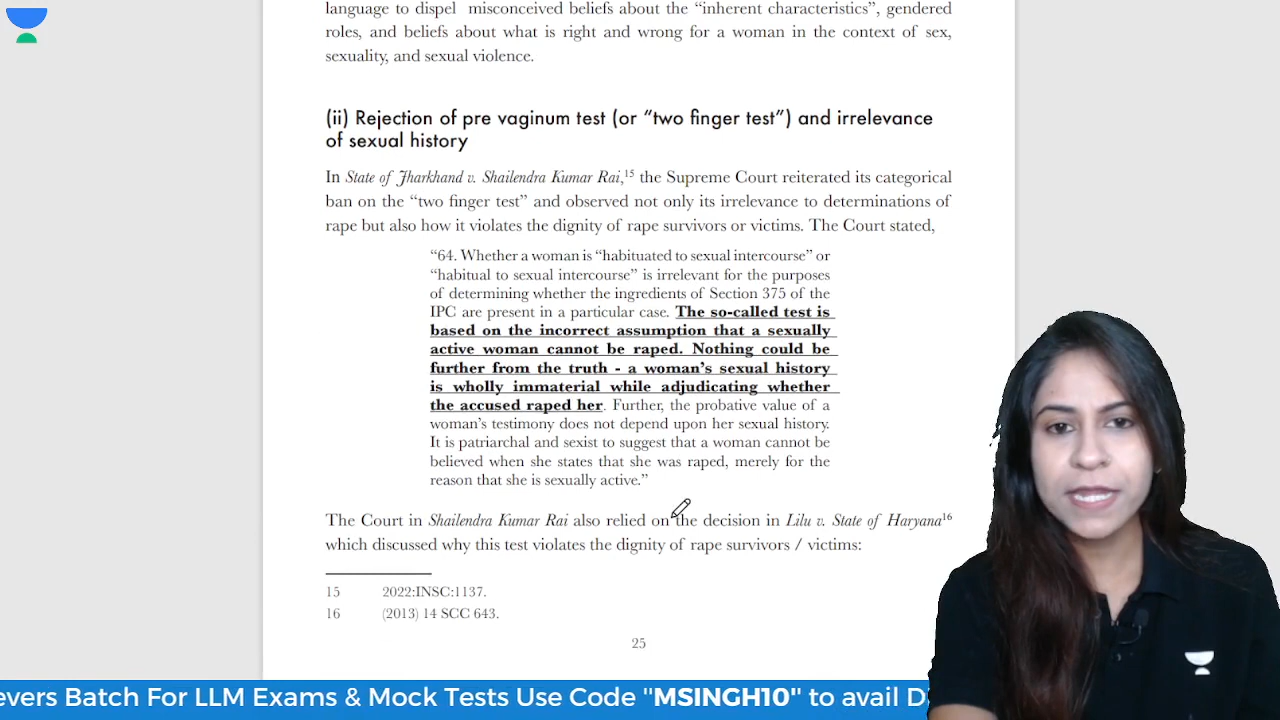 language to dispel misconceived beliefs about the “inherent characteristics”, gendered
roles, and beliefs about what is right and wrong for a woman in the context of sex,
sexuality, and sexual violence.
(ii) Rejection of pre vaginum test (or “two finger test”) and irrelevance
of sexual history
In State of Jharkhand v. Shailendra Kumar Rai,15 the Supreme Court reiterated its categorical
ban on the “two finger test” and observed not only its irrelevance to determinations of
rape but also how it violates the dignity of rape survivors or victims. The Court stated,
“64. Whether a woman is “habituated to sexual intercourse” or
“habitual to sexual intercourse” is irrelevant for the purposes
of determining whether the ingredients of Section 375 of the
IPC are present in a particular case. The so-called test is
based on the incorrect assumption that a sexually
active woman cannot be raped. Nothing could be
further from the truth - a woman’s sexual history
is wholly immaterial while adjudicating whether
the accused raped her. Further, the probative value of a
woman’s testimony does not depend upon her sexual history.
It is patriarchal and sexist to suggest that a woman cannot be
believed when she states that she was raped, merely for the
reason that she is sexually active.”
The Court in Shailendra Kumar Rai also relied on the decision in Lilu v. State of Haryana16
which discussed why this test violates the dignity of rape survivors / victims:
15 2022:INSC:1137.
16 (2013) 14 SCC 643.
25
evers Batch For LLM Exams & Mock Tests Use Code "MSINGH10" to avail D